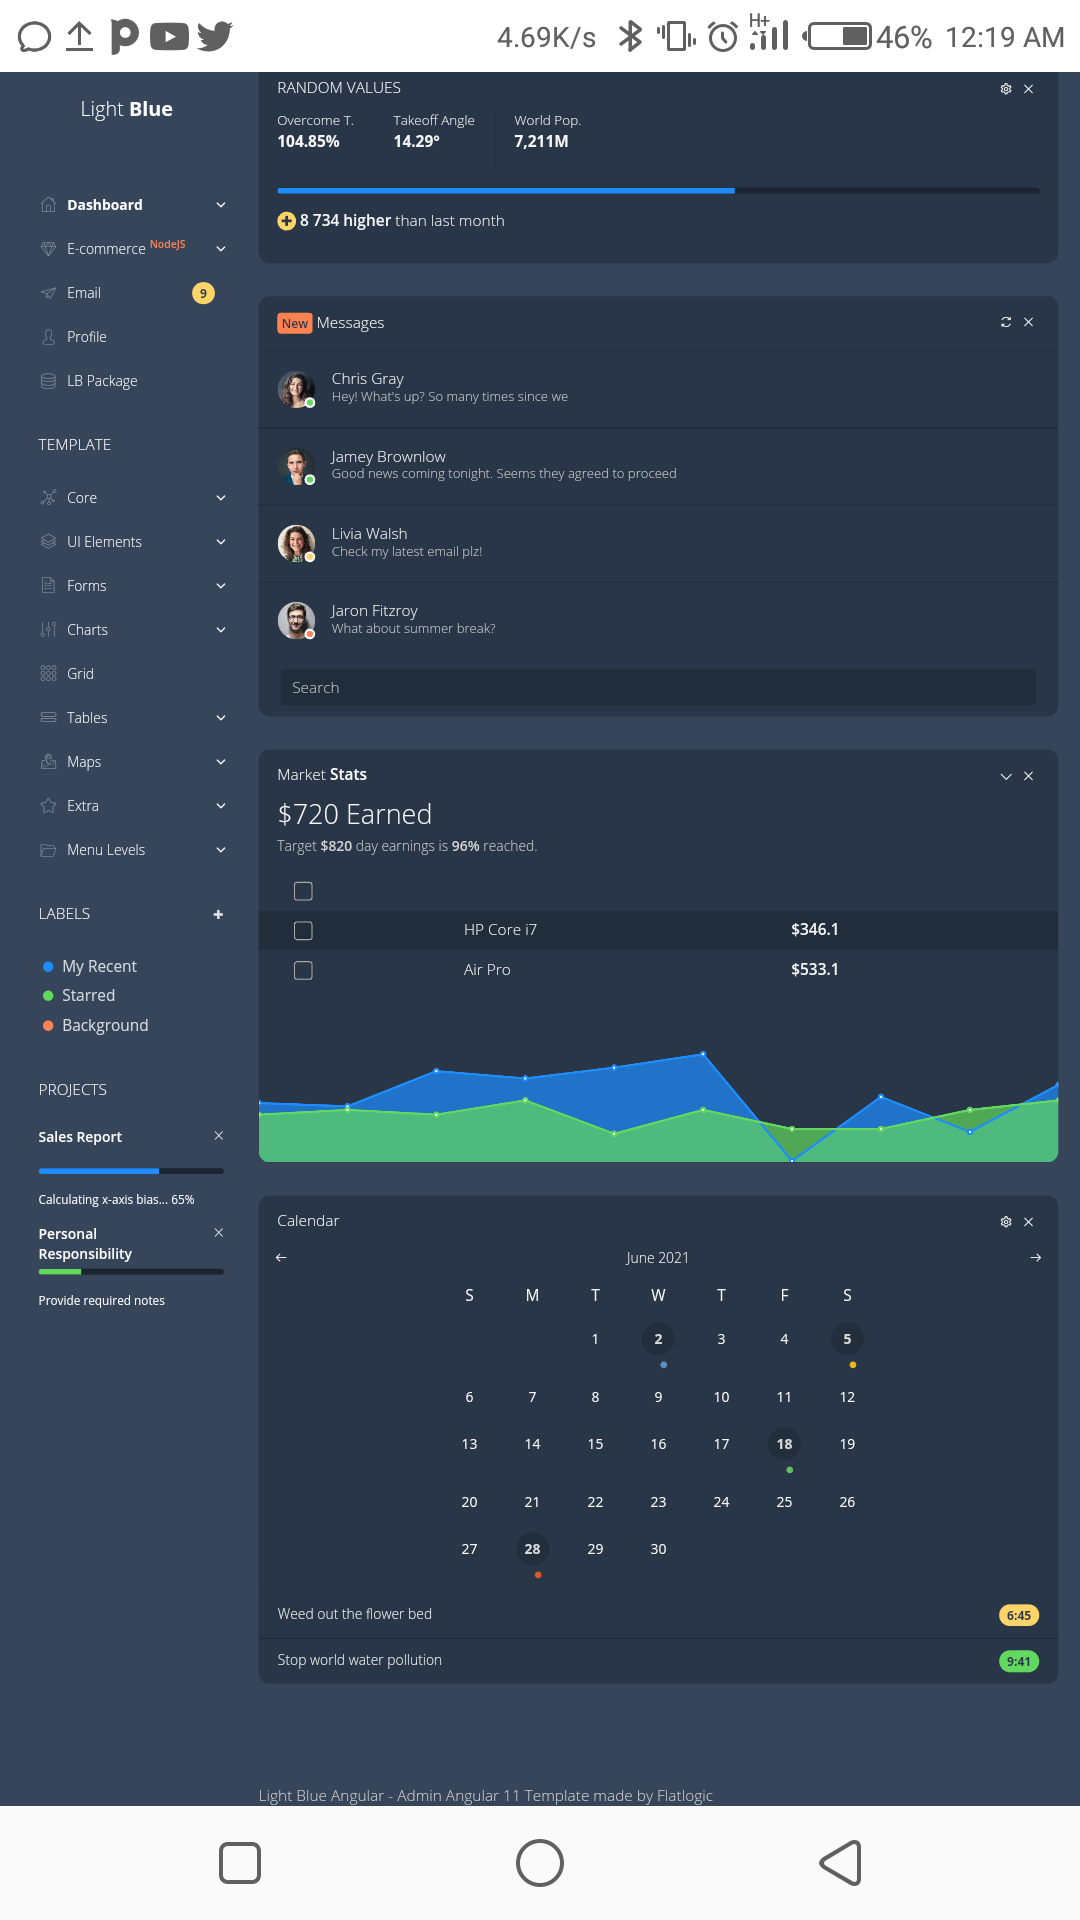 4.69K/s H+ 46% 12:19 AM
Light Blue
Dashboard
E-commerce NodeJS
Email 9
Profile
LB Package
TEMPLATE
Core
UI Elements
Forms
Charts
Grid
Tables
Maps
Extra
Menu Levels
LABELS +
My Recent
Starred
Background
PROJECTS
Sales Report
Calculating x-axis bias... 65%
Personal
Responsibility
Provide required notes
RANDOM VALUES
Overcome T. Takeoff Angle World Pop.
104.85% 14.29° 7,211M
8 734 higher than last month
New Messages
Chris Gray
Hey! What's up? So many times since we
Jamey Brownlow
Good news coming tonight. Seems they agreed to proceed
Livia Walsh
Check my latest email plz!
Jaron Fitzroy
What about summer break?
Search
Market Stats
$720 Earned
Target $820 day earnings is 96% reached.
HP Core i7 $346.1
Air Pro $533.1
Calendar
June 2021
S M T W T F S
1 2 3 4 5
6 7 8 9 10 11 12
13 14 15 16 17 18 19
20 21 22 23 24 25 26
27 28 29 30
Weed out the flower bed 6:45
Stop world water pollution 9:41
Light Blue Angular - Admin Angular 11 Template made by Flatlogic